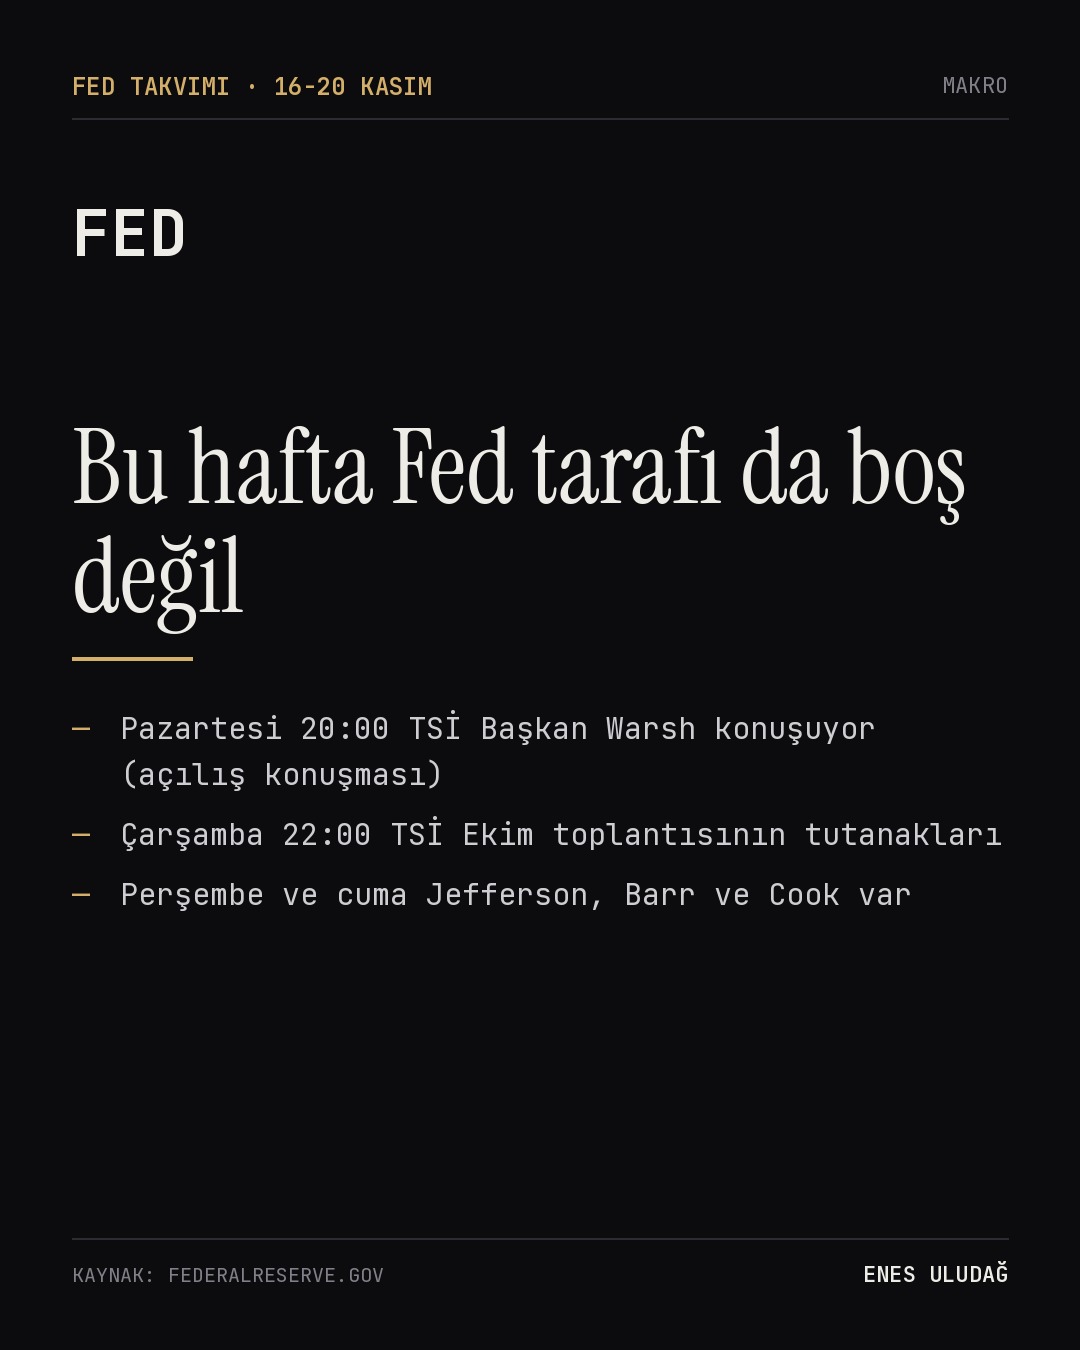 FED TAKVIMI · 16-20 KASIM
MAKRO
FED
Bu hafta Fed tarafı da boş
değil
— Pazartesi 20:00 TSİ Başkan Warsh konuşuyor
(açılış konuşması)
— Çarşamba 22:00 TSİ Ekim toplantısının tutanakları
— Perşembe ve cuma Jefferson, Barr ve Cook var
KAYNAK: FEDERALRESERVE.GOV
ENES ULUDAĞ